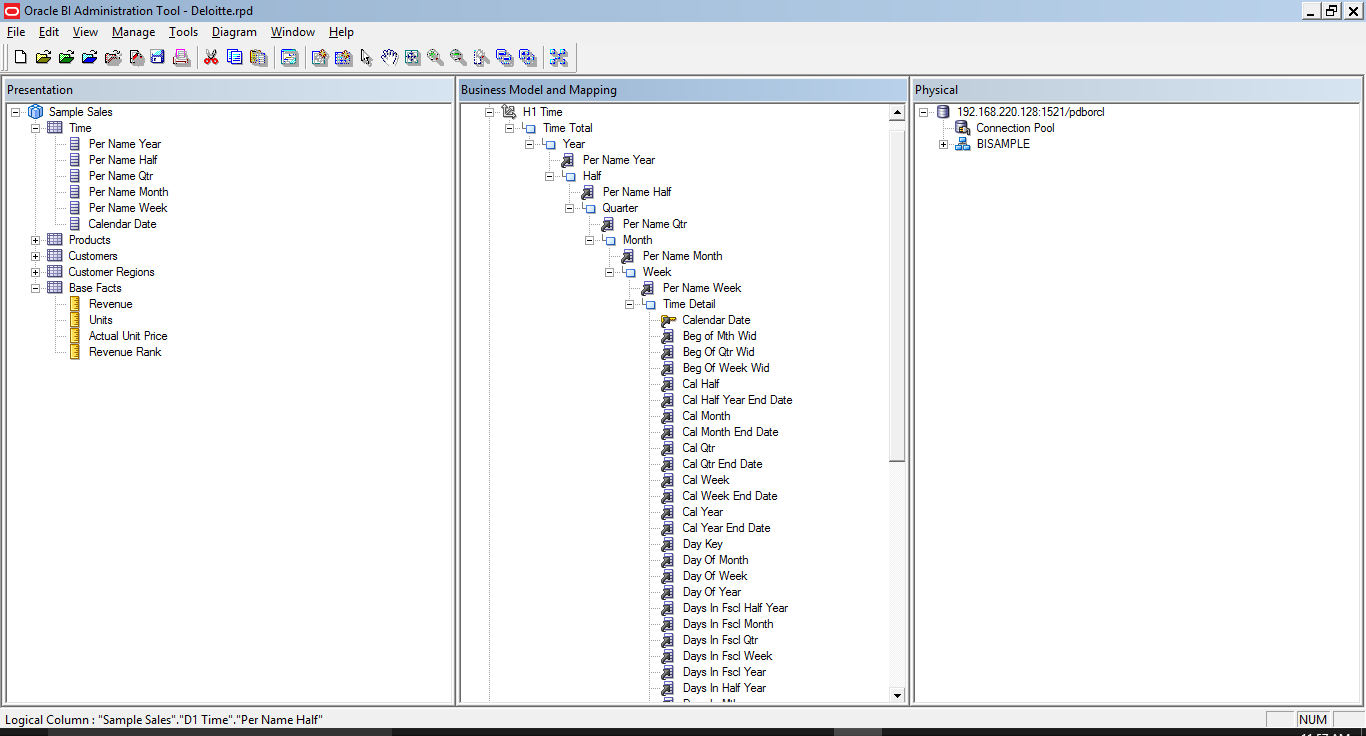 Oracle BI Administration Tool - Deloitte.rpd
File Edit View Manage Tools Diagram Window Help
Presentation
Sample Sales
Time
Per Name Year
Per Name Half
Per Name Qtr
Per Name Month
Per Name Week
Calendar Date
Products
Customers
Customer Regions
Base Facts
Revenue
Units
Actual Unit Price
Revenue Rank
Business Model and Mapping
H1 Time
Time Total
Year
Per Name Year
Half
Per Name Half
Quarter
Per Name Qtr
Month
Per Name Month
Week
Per Name Week
Time Detail
Calendar Date
Beg of Mth Wid
Beg Of Qtr Wid
Beg Of Week Wid
Cal Half
Cal Half Year End Date
Cal Month
Cal Month End Date
Cal Qtr
Cal Qtr End Date
Cal Week
Cal Week End Date
Cal Year
Cal Year End Date
Day Key
Day Of Month
Day Of Week
Day Of Year
Days In Fscl Half Year
Days In Fscl Month
Days In Fscl Qtr
Days In Fscl Week
Days In Fscl Year
Days In Half Year
Physical
192.168.220.128:1521/pdborcl
Connection Pool
BISAMPLE
Logical Column : "Sample Sales"."D1 Time"."Per Name Half"
NUM